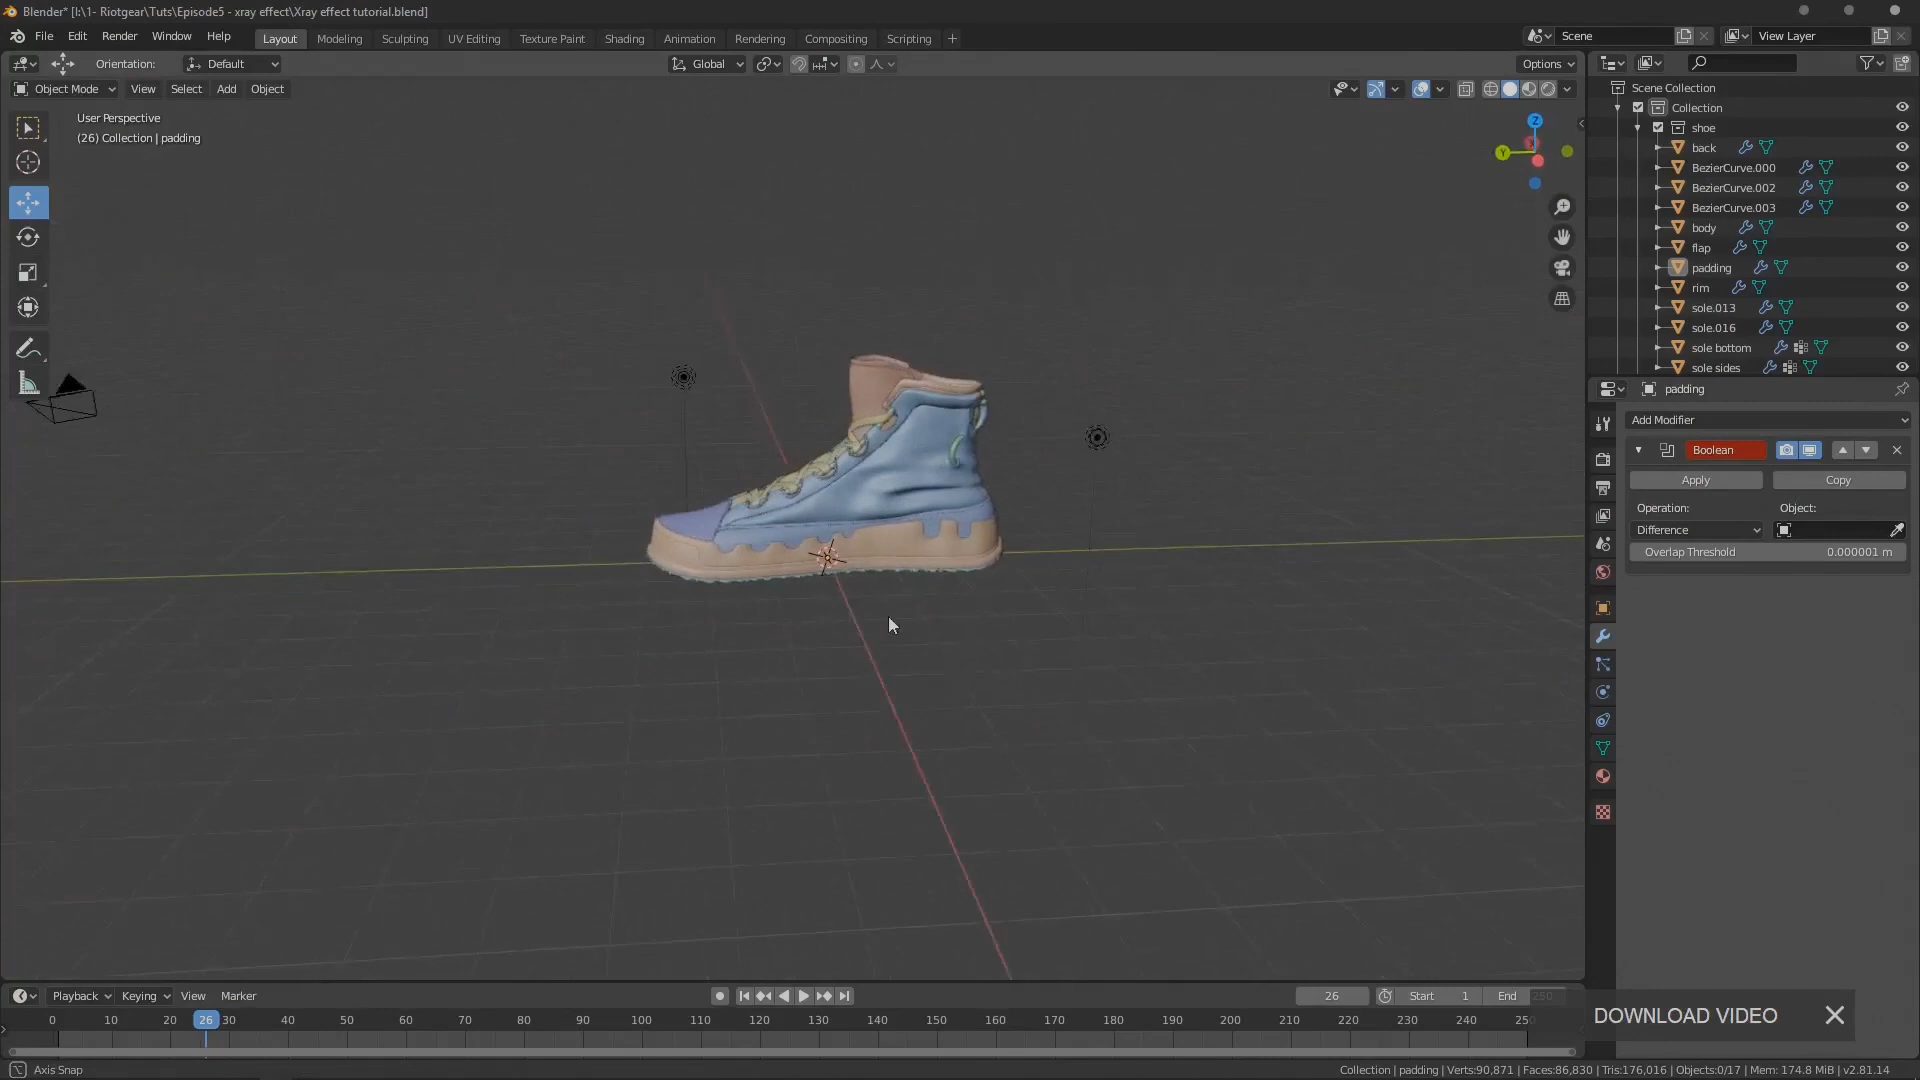 Blender* [I:\1- Riotgear\Tuts\Episode5 - xray effect\Xray effect tutorial.blend]
File Edit Render Window Help Layout Modeling Sculpting UV Editing Texture Paint Shading Animation Rendering Compositing Scripting + Scene View Layer
Orientation: Default Global Options
Object Mode View Select Add Object
User Perspective
(26) Collection | padding
Z
Y
Scene Collection
Collection
shoe
back
BezierCurve.000
BezierCurve.002
BezierCurve.003
body
flap
padding
rim
sole.013
sole.016
sole bottom
sole sides
padding
Add Modifier
Boolean
Apply Copy
Operation: Object:
Difference
Overlap Threshold 0.000001 m
Playback Keying View Marker 26 Start 1 End 250
0 10 20 26 30 40 50 60 70 80 90 100 110 120 130 140 150 160 170 180 190 200 210 220 230 240 250
DOWNLOAD VIDEO
Axis Snap
Collection | padding | Verts:90,871 | Faces:86,830 | Tris:176,016 | Objects:0/17 | Mem: 174.8 MiB | v2.81.14